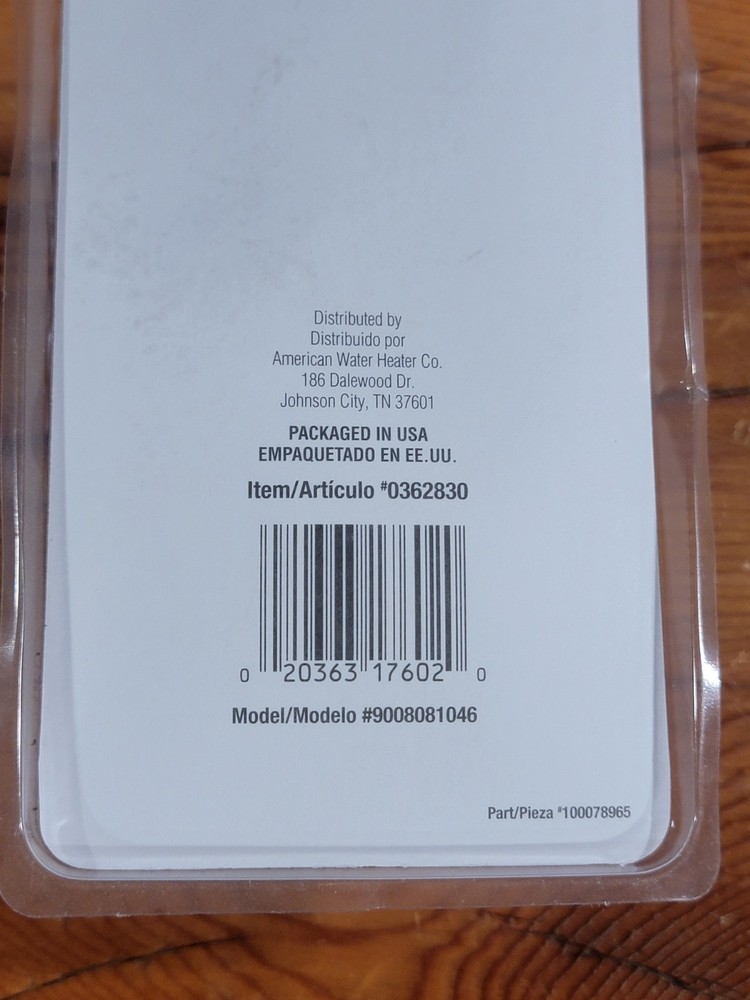 Distributed by
Distribuido por
American Water Heater Co.
186 Dalewood Dr.
Johnson City, TN 37601
PACKAGED IN USA
EMPAQUETADO EN EE.UU.
Item/Artículo #0362830
0 20363 17602 0
Model/Modelo #9008081046
Part/Pieza #100078965